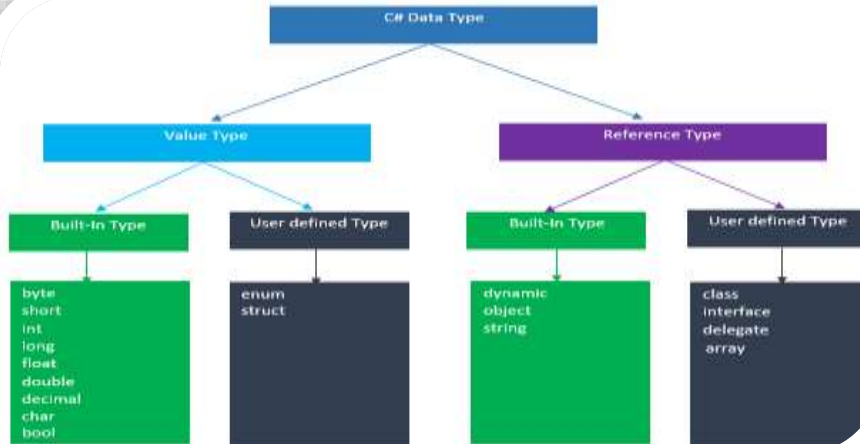 C# Data Type
Value Type
Reference Type
Built-In Type
User defined Type
Built-In Type
User defined Type
byte
short
int
long
float
double
decimal
char
bool
enum
struct
dynamic
object
string
class
interface
delegate
array